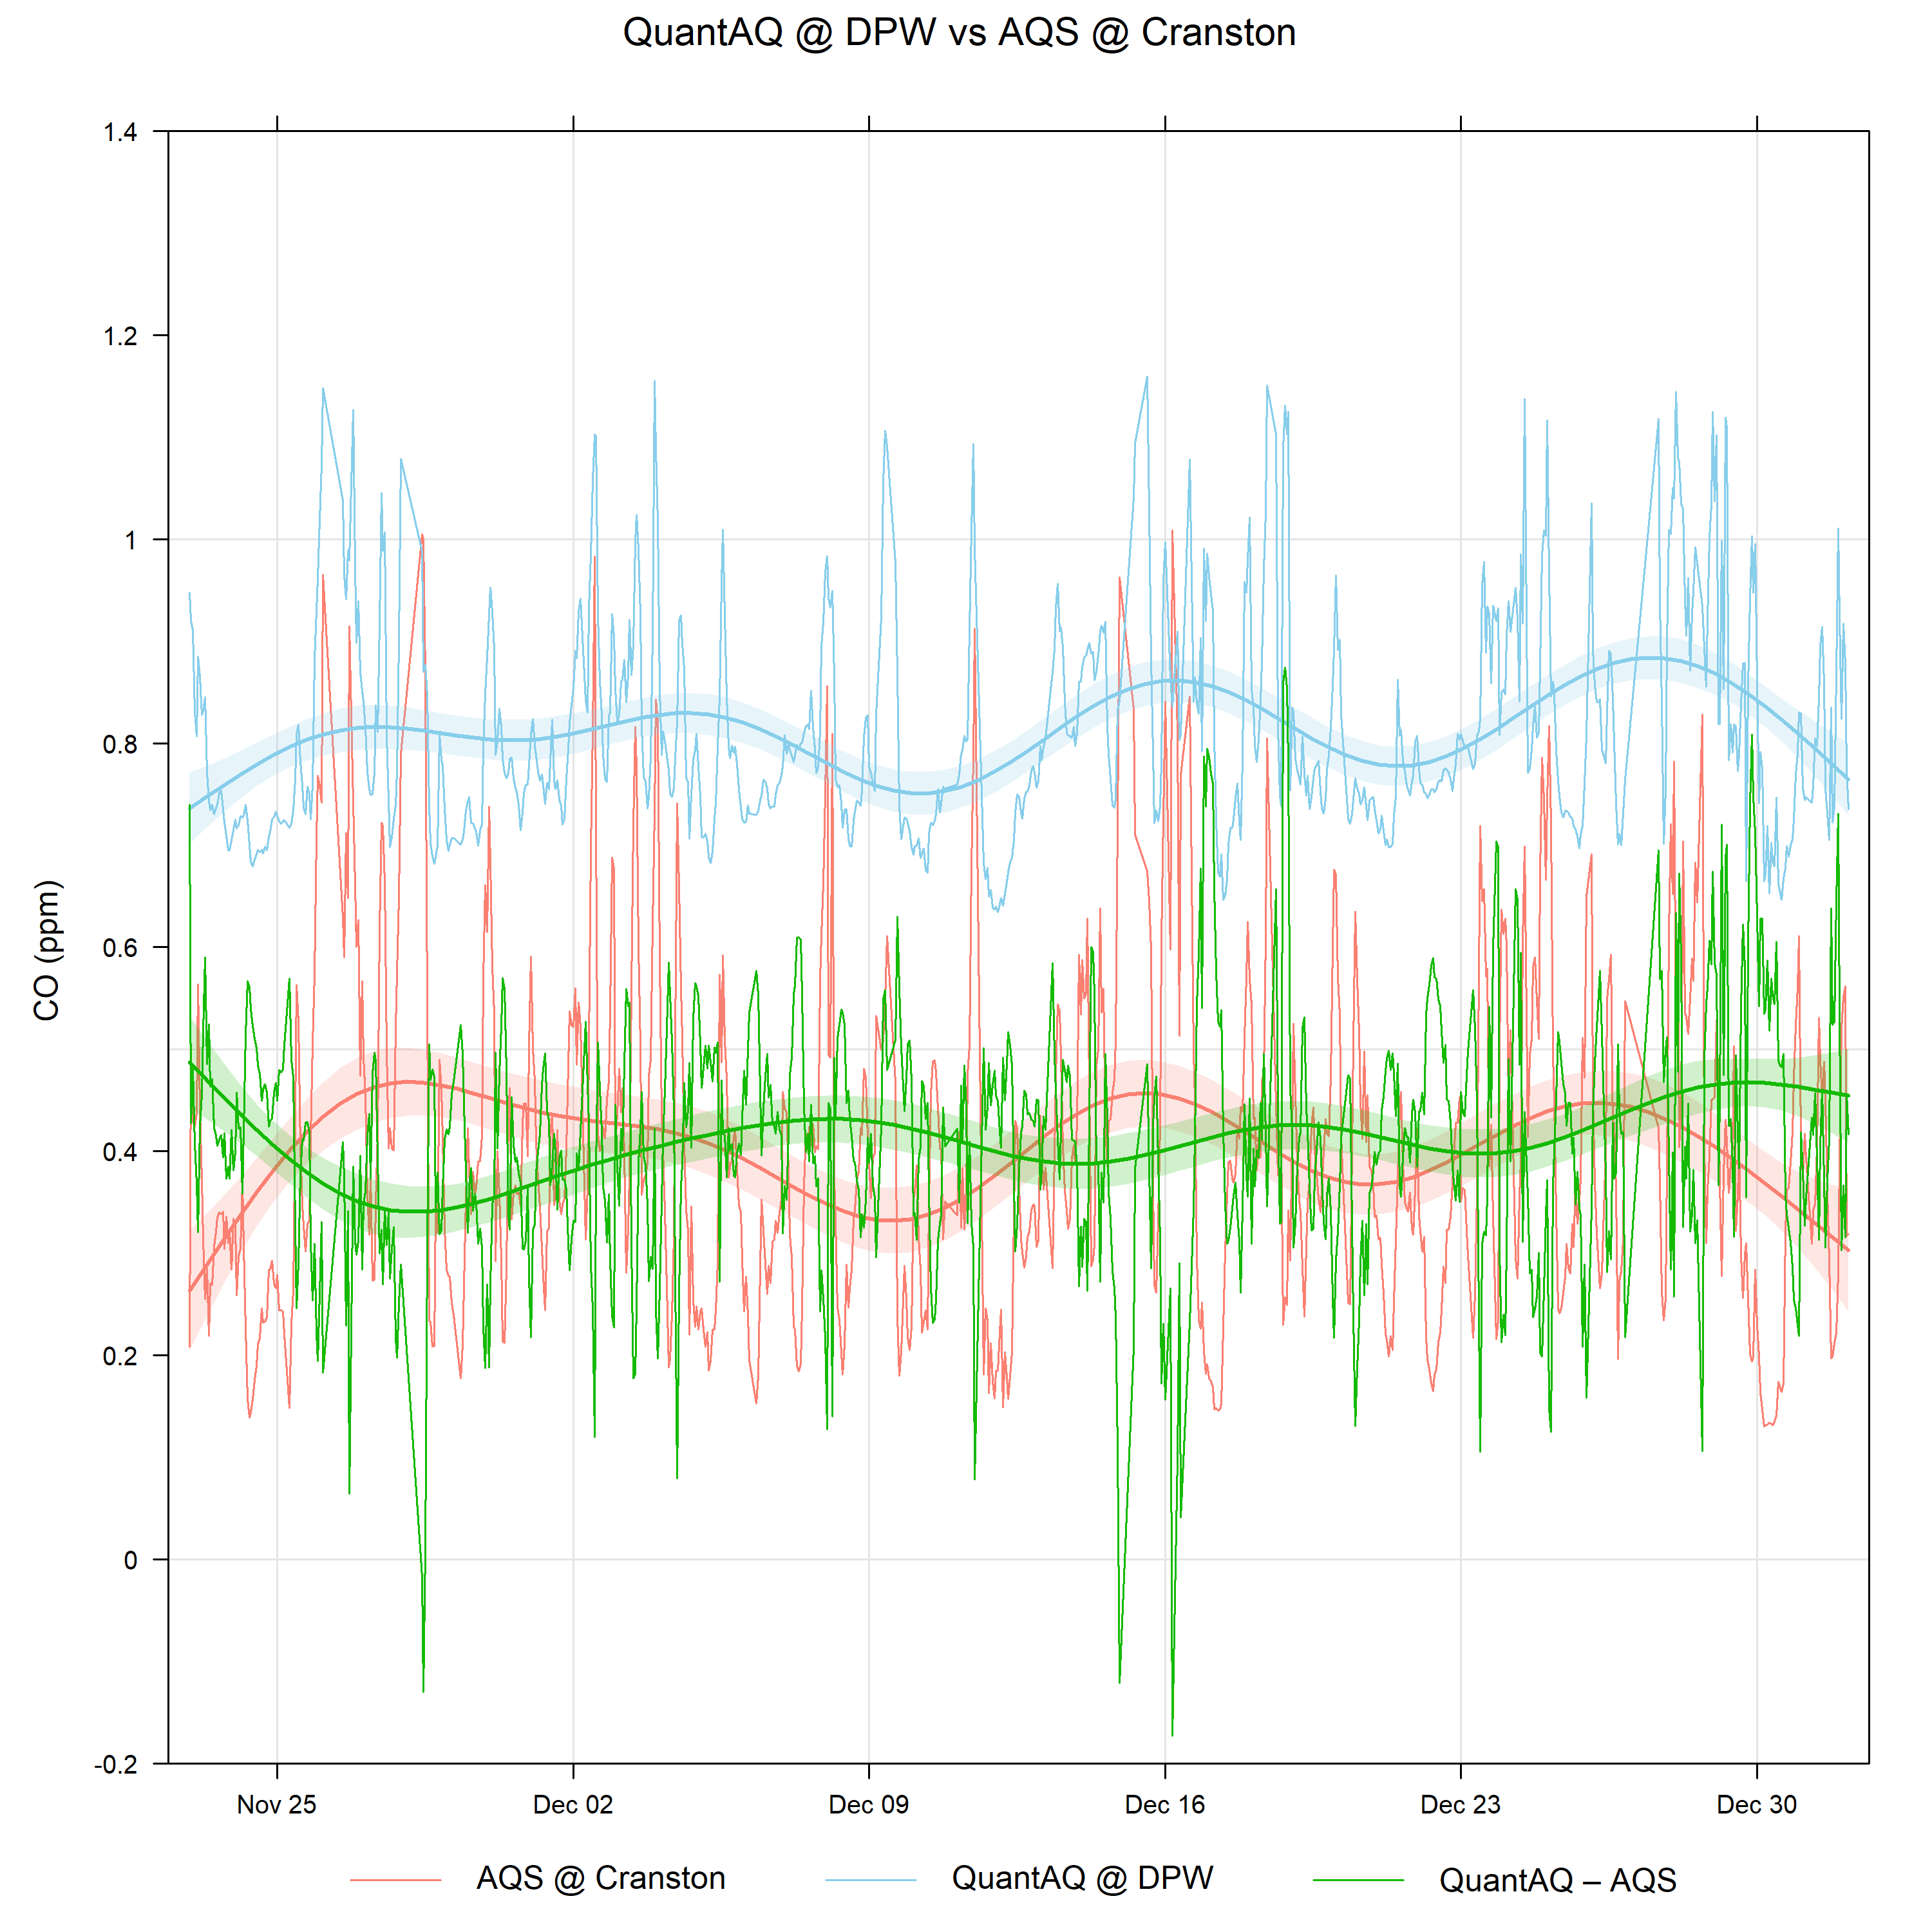 QuantAQ @ DPW vs AQS @ Cranston
1.4
1.2
1
0.8
0.6
0.4
0.2
0
-0.2
CO (ppm)
Nov 25 Dec 02 Dec 09 Dec 16 Dec 23 Dec 30
AQS @ Cranston QuantAQ @ DPW QuantAQ – AQS